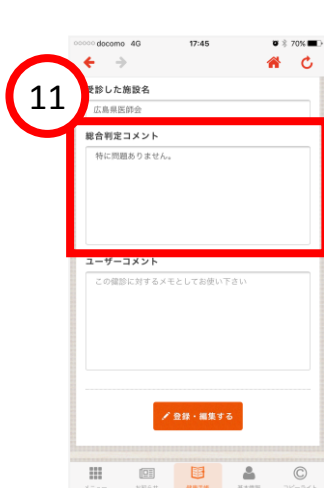 docomo 4G 17:45 70%
11
受診した施設名
広島県医師会
総合判定コメント
特に問題ありません。
ユーザーコメント
この健診に対するメモとしてお使い下さい
登録・編集する